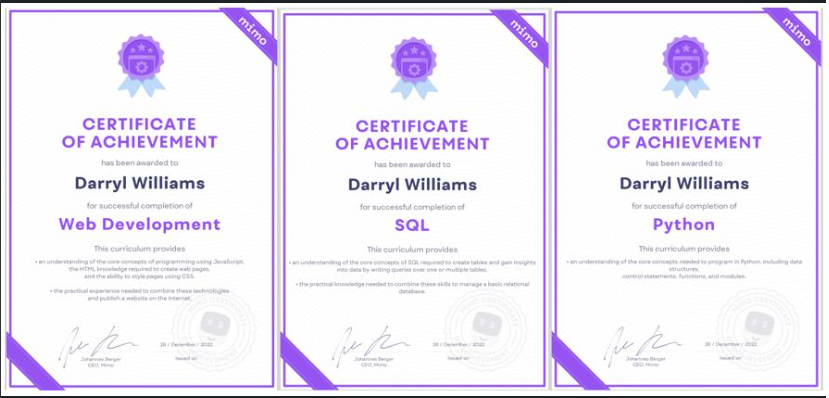 mimo
CERTIFICATE
OF ACHIEVEMENT
has been awarded to
Darryl Williams
for successful completion of
Web Development
This curriculum provides
• an understanding of the core concepts of programming using JavaScript,
the HTML knowledge required to create web pages,
and the ability to style pages using CSS.
• the practical experience needed to combine these technologies
and publish a website on the Internet.
Johannes Berger
CEO, Mimo
28 / December / 2022
Issued on
mimo
CERTIFICATE
OF ACHIEVEMENT
has been awarded to
Darryl Williams
for successful completion of
SQL
This curriculum provides
• an understanding of the core concepts of SQL required to create tables and gain insights
into data by writing queries over one or multiple tables.
• the practical knowledge needed to combine these skills to manage a basic relational
database.
Johannes Berger
CEO, Mimo
28 / December / 2022
Issued on
mimo
CERTIFICATE
OF ACHIEVEMENT
has been awarded to
Darryl Williams
for successful completion of
Python
This curriculum provides
• an understanding of the core concepts needed to program in Python, including data
structures,
control statements, functions, and modules.
Johannes Berger
CEO, Mimo
28 / December / 2022
Issued on